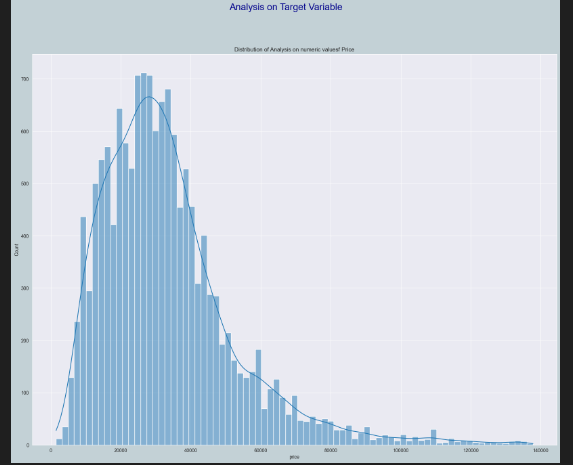 Analysis on Target Variable
Distribution of Analysis on numeric values! Price
700
600
500
400
300
200
100
0
Count
0 20000 40000 60000 80000 100000 120000 140000
price